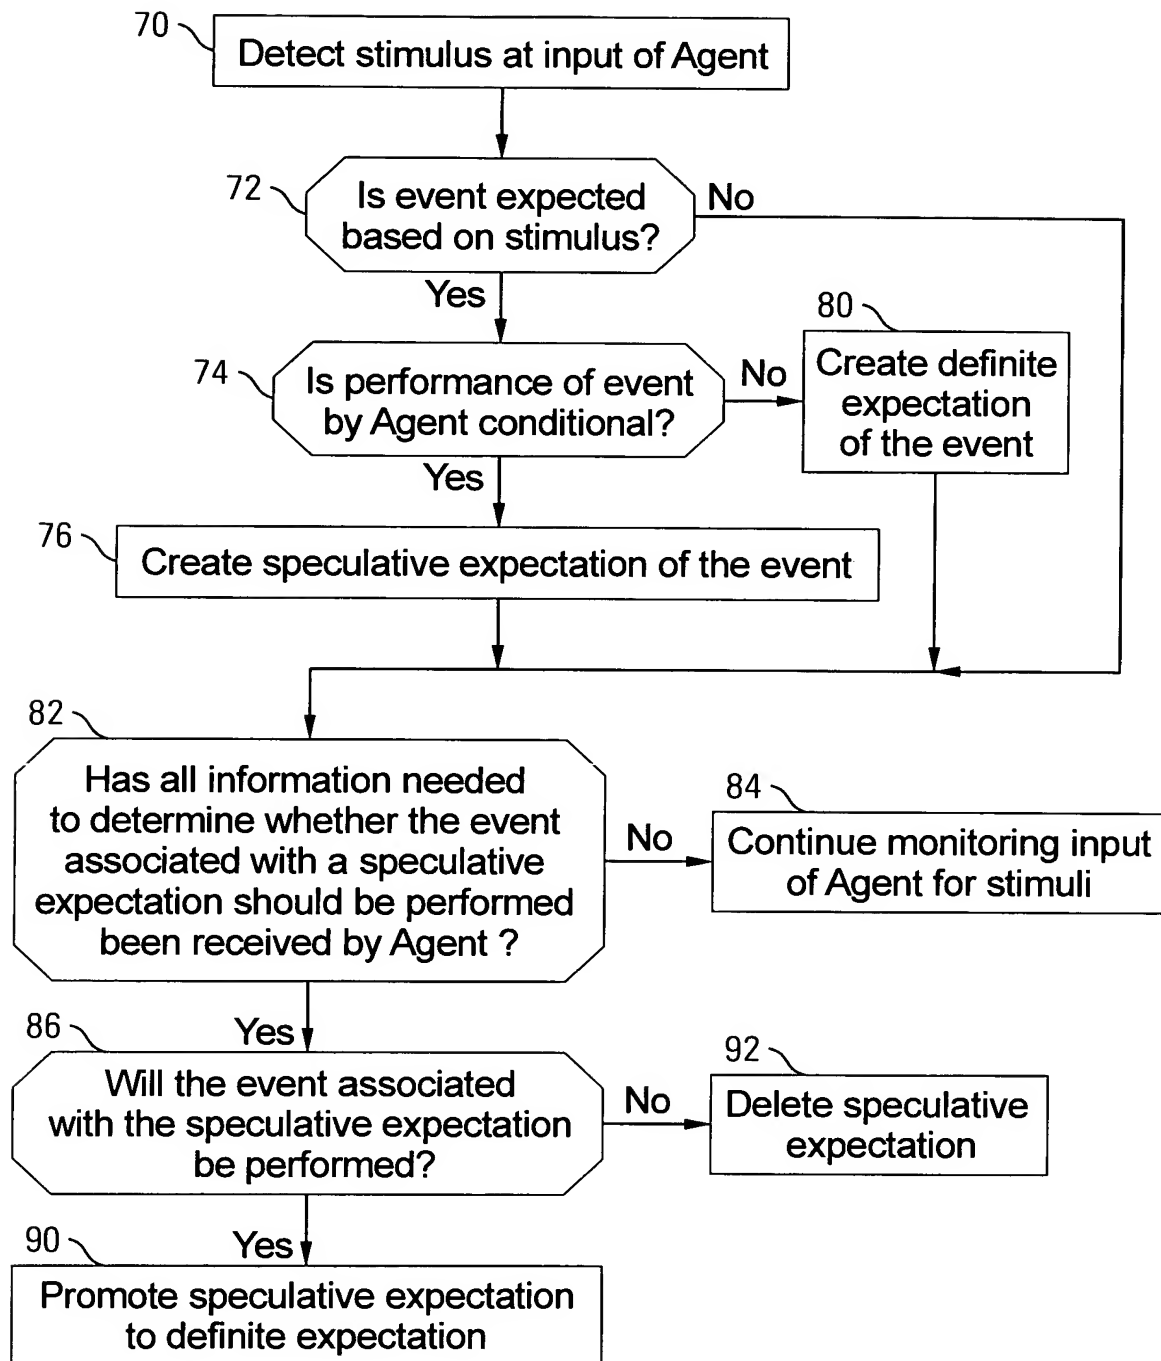 70
Detect stimulus at input of Agent
72
Is event expected
based on stimulus?
No
Yes
74
Is performance of event
by Agent conditional?
No
80
Create definite
expectation
of the event
Yes
76
Create speculative expectation of the event
82
Has all information needed
to determine whether the event
associated with a speculative
expectation should be performed
been received by Agent ?
No
84
Continue monitoring input
of Agent for stimuli
Yes
86
Will the event associated
with the speculative expectation
be performed?
No
92
Delete speculative
expectation
Yes
90
Promote speculative expectation
to definite expectation